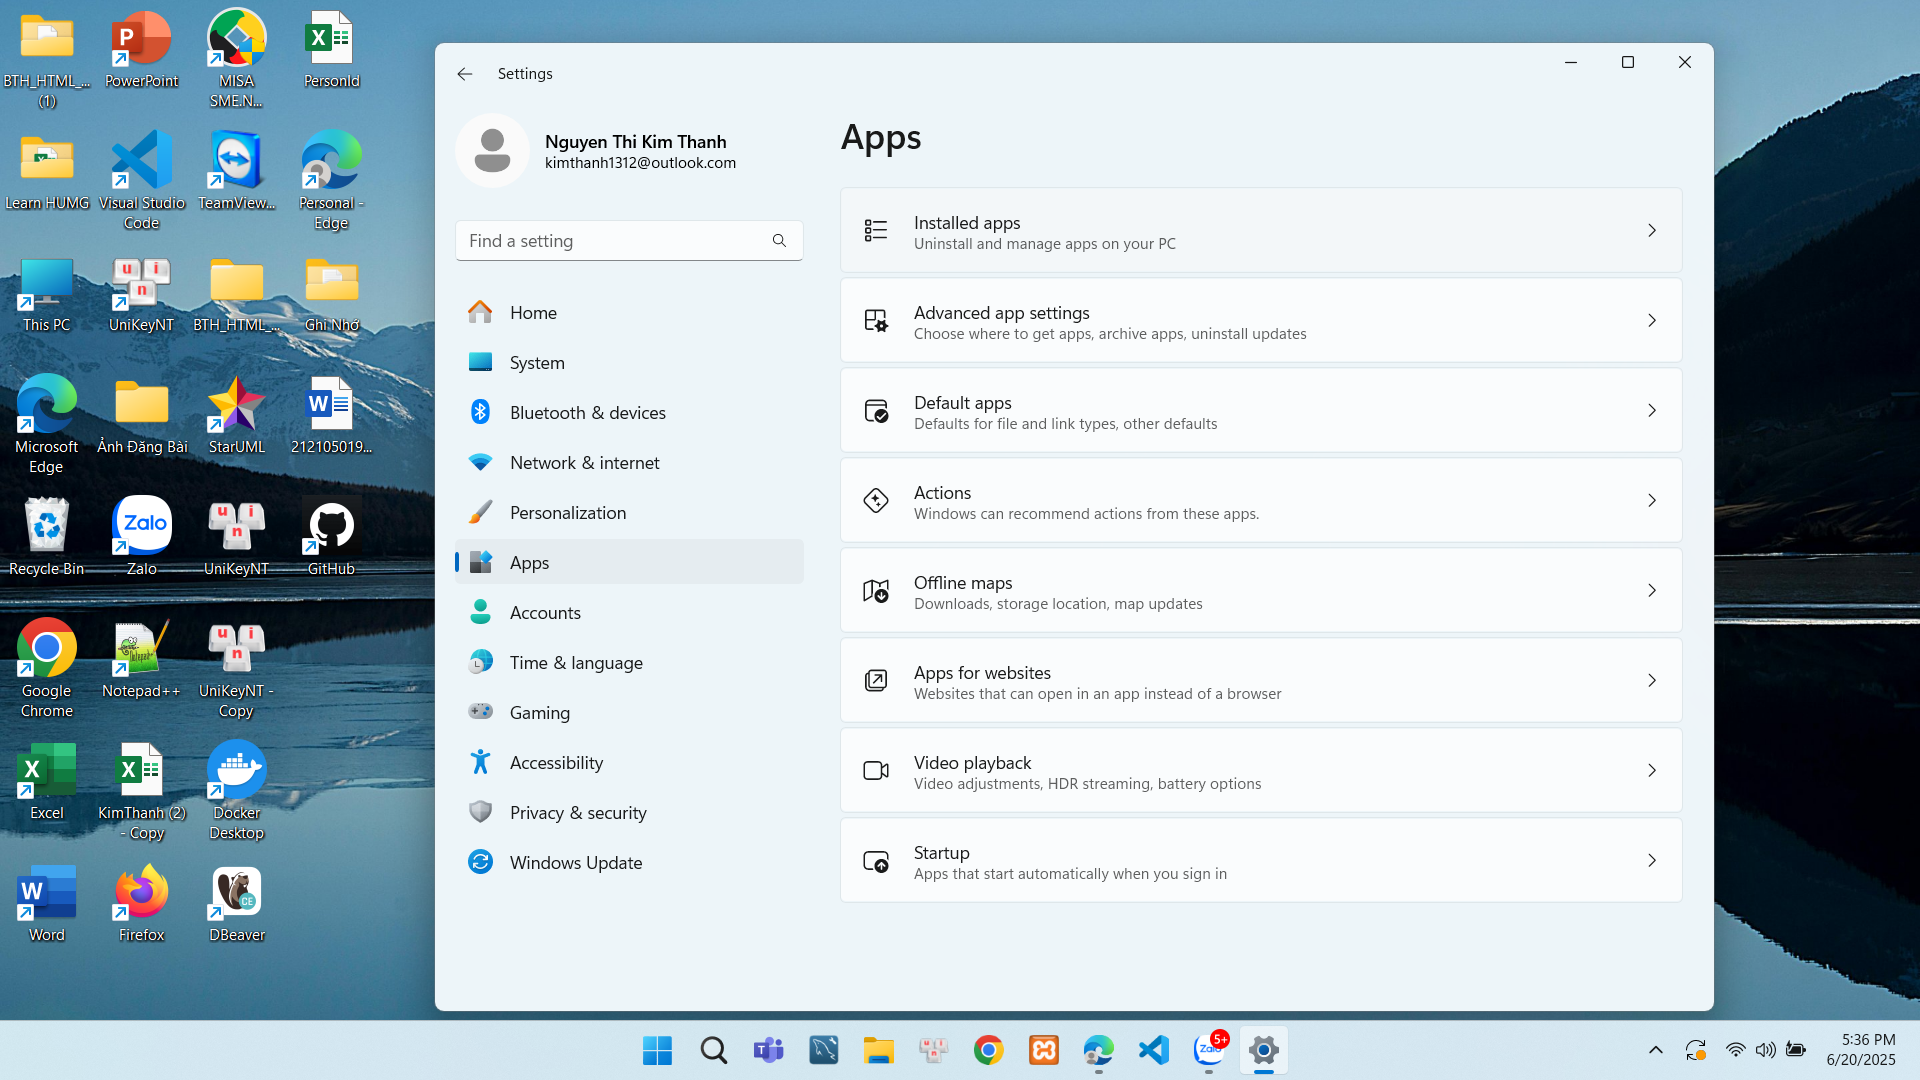 BTH_HTML_...
(1)
PowerPoint
MISA
SME.N...
PersonId
Learn HUMG
Visual Studio
Code
TeamView...
Personal -
Edge
This PC
UniKeyNT
BTH_HTML_...
Ghi Nhớ
Microsoft
Edge
Ảnh Đăng Bài
StarUML
212105019...
Recycle Bin
Zalo
Zalo
UniKeyNT
GitHub
Google
Chrome
Notepad++
UniKeyNT -
Copy
Excel
KimThanh (2)
- Copy
Docker
Desktop
Word
Firefox
DBeaver
Settings
Nguyen Thi Kim Thanh
kimthanh1312@outlook.com
Find a setting
Home
System
Bluetooth & devices
Network & internet
Personalization
Apps
Accounts
Time & language
Gaming
Accessibility
Privacy & security
Windows Update
Apps
Installed apps
Uninstall and manage apps on your PC
Advanced app settings
Choose where to get apps, archive apps, uninstall updates
Default apps
Defaults for file and link types, other defaults
Actions
Windows can recommend actions from these apps.
Offline maps
Downloads, storage location, map updates
Apps for websites
Websites that can open in an app instead of a browser
Video playback
Video adjustments, HDR streaming, battery options
Startup
Apps that start automatically when you sign in
5+
5:36 PM
6/20/2025